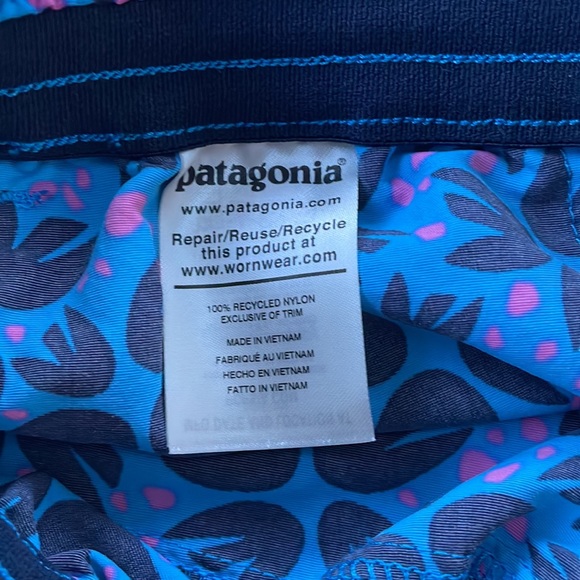 patagonia®
www.patagonia.com
Repair/Reuse/Recycle
this product at
www.wornwear.com
100% RECYCLED NYLON
EXCLUSIVE OF TRIM
MADE IN VIETNAM
FABRIQUÉ AU VIETNAM
HECHO EN VIETNAM
FATTO IN VIETNAM